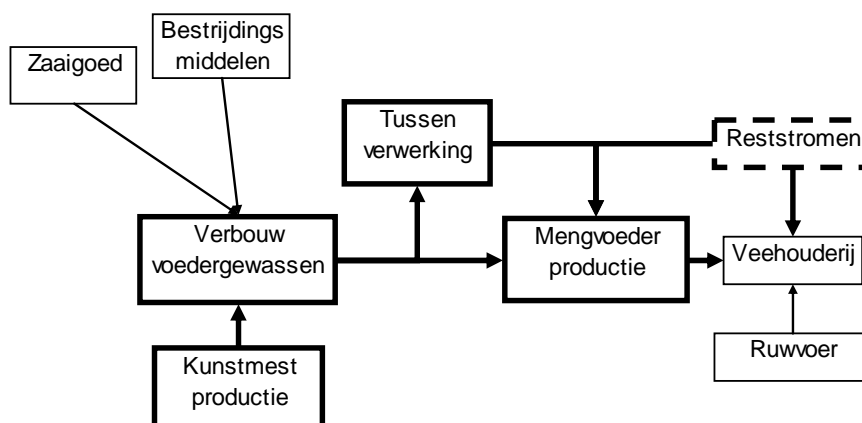 Zaaigoed
Bestrijdings
middelen
Tussen
verwerking
Reststromen
Verbouw
voedergewassen
Mengvoeder
productie
Veehouderij
Kunstmest
productie
Ruwvoer